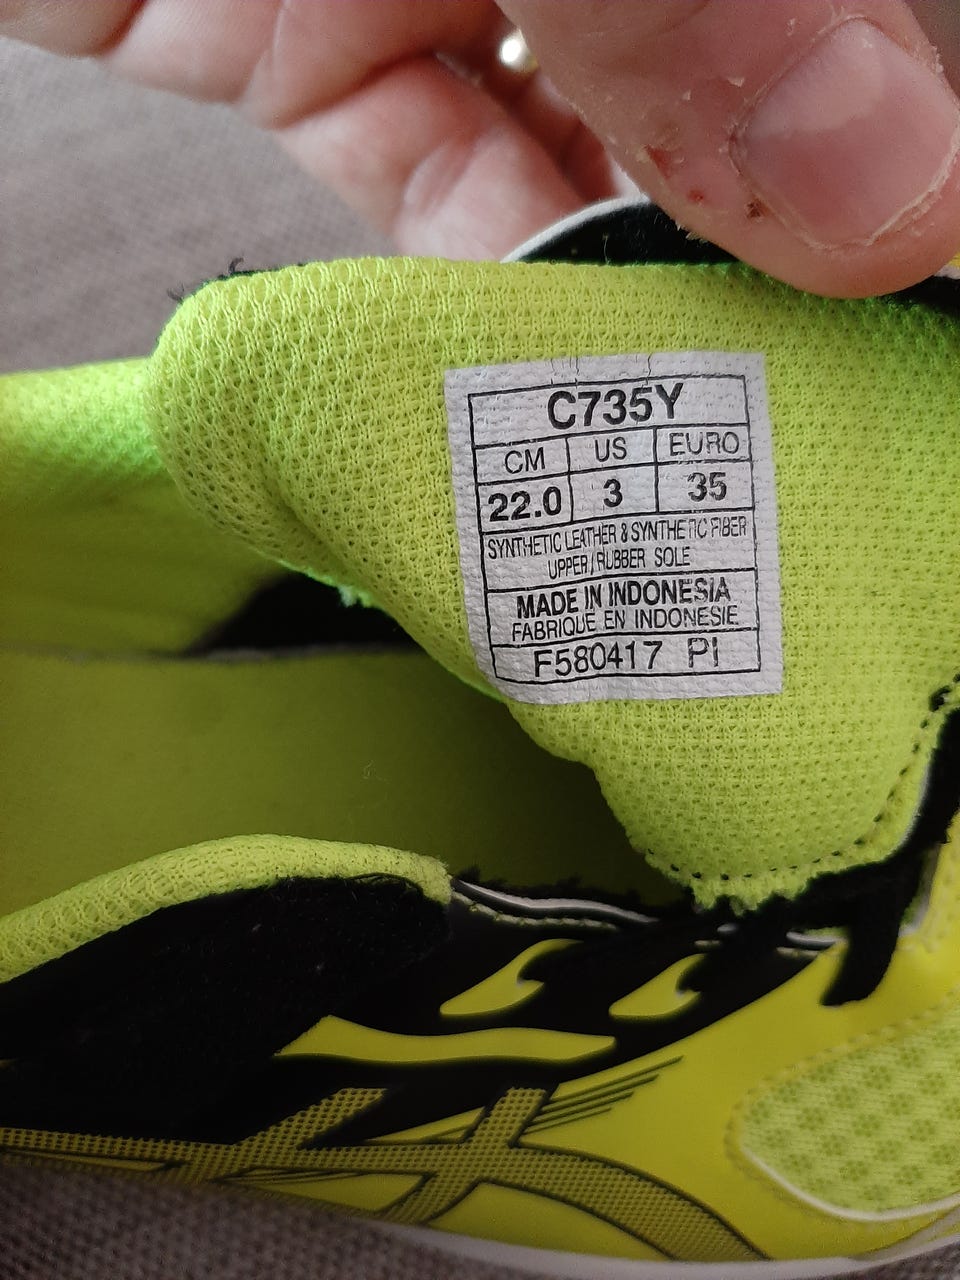 C735Y
CM US EURO
22.0 3 35
SYNTHETIC LEATHER & SYNTHETIC FIBER
UPPER / RUBBER SOLE
MADE IN INDONESIA
FABRIQUÉ EN INDONESIE
F580417 PI